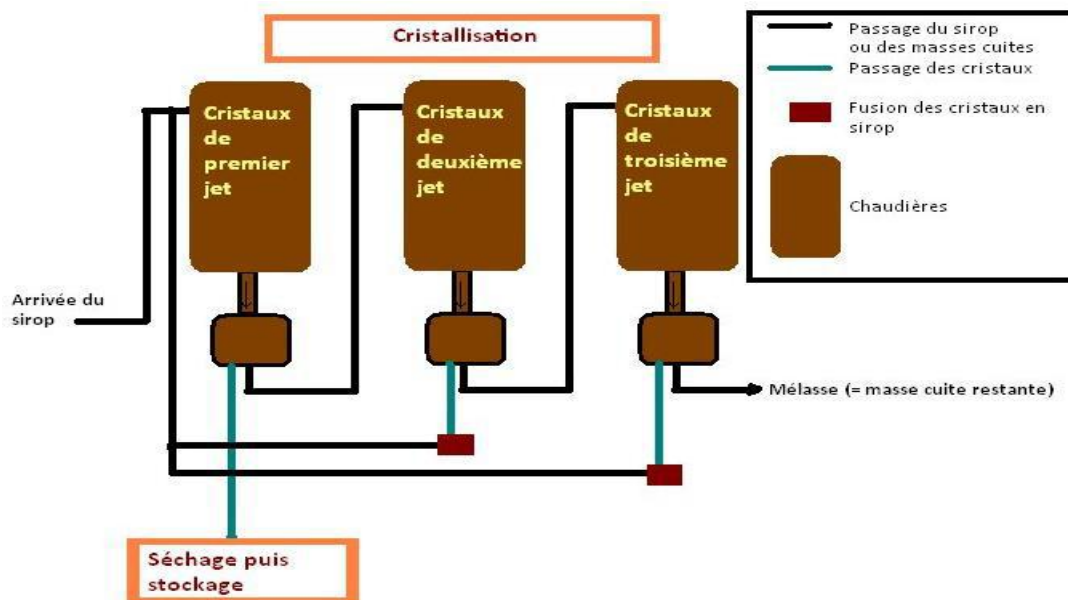 Cristallisation
Passage du sirop
ou des masses cuites
Passage des cristaux
Fusion des cristaux en
sirop
Chaudières
Cristaux
de
premier
jet
Cristaux
de
deuxième
jet
Cristaux
de
troisième
jet
Arrivée du
sirop
Mélasse (= masse cuite restante)
Séchage puis
stockage